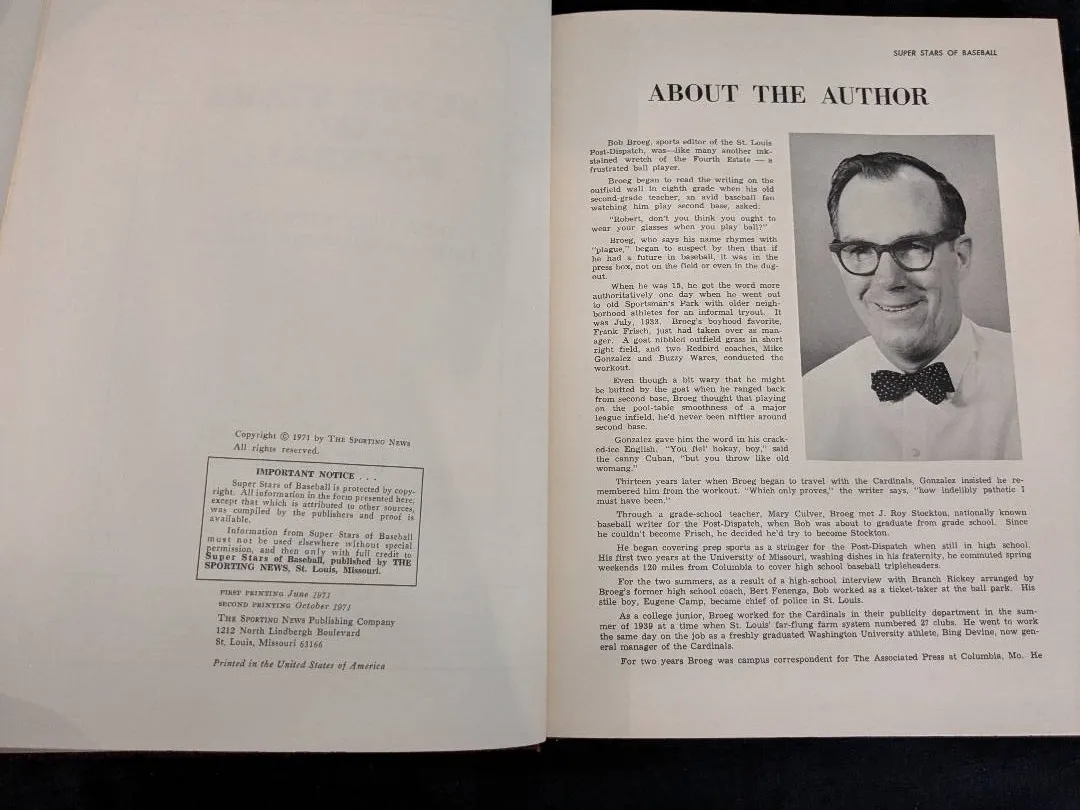 Copyright © 1971 by THE SPORTING NEWS
All rights reserved.
IMPORTANT NOTICE . . .
Super Stars of Baseball is protected by copy-
right. All information in the form presented here,
except that which is attributed to other sources,
was compiled by the publishers and proof is
available.
Information from Super Stars of Baseball
must not be used elsewhere without special
permission, and then only with full credit to
Super Stars of Baseball, published by THE
SPORTING NEWS, St. Louis, Missouri.
FIRST PRINTING June 1971
SECOND PRINTING October 1971
THE SPORTING NEWS Publishing Company
1212 North Lindbergh Boulevard
St. Louis, Missouri 63166
Printed in the United States of America
SUPER STARS OF BASEBALL
ABOUT THE AUTHOR
Bob Broeg, sports editor of the St. Louis
Post-Dispatch, was—like many another ink-
stained wretch of the Fourth Estate — a
frustrated ball player.
Broeg began to read the writing on the
outfield wall in eighth grade when his old
second-grade teacher, an avid baseball fan
watching him play second base, asked:
"Robert, don't you think you ought to
wear your glasses when you play ball?"
Broeg, who says his name rhymes with
"plague," began to suspect by then that if
he had a future in baseball, it was in the
press box, not on the field or even in the dug-
out.
When he was 15, he got the word more
authoritatively one day when he went out
to old Sportsman's Park with older neigh-
borhood athletes for an informal tryout. It
was July, 1933. Broeg's boyhood favorite,
Frank Frisch, just had taken over as man-
ager. A goat nibbled outfield grass in short
right field, and two Redbird coaches, Mike
Gonzalez and Buzzy Wares, conducted the
workout.
Even though a bit wary that he might
be butted by the goat when he ranged back
from second base, Broeg thought that playing
on the pool-table smoothness of a major
league infield, he'd never been niftier around
second base.
Gonzalez gave him the word in his crack-
ed-ice English. "You fiel' hokay, boy," said
the canny Cuban, "but you throw like old
womang."
Thirteen years later when Broeg began to travel with the Cardinals, Gonzalez insisted he re-
membered him from the workout. "Which only proves," the writer says, "how indelibly pathetic I
must have been."
Through a grade-school teacher, Mary Culver, Broeg met J. Roy Stockton, nationally known
baseball writer for the Post-Dispatch, when Bob was about to graduate from grade school. Since
he couldn't become Frisch, he decided he'd try to become Stockton.
He began covering prep sports as a stringer for the Post-Dispatch when still in high school.
His first two years at the University of Missouri, washing dishes in his fraternity, he commuted spring
weekends 120 miles from Columbia to cover high school baseball tripleheaders.
For the two summers, as a result of a high-school interview with Branch Rickey arranged by
Broeg's former high school coach, Bert Fenenga, Bob worked as a ticket-taker at the ball park. His
stile boy, Eugene Camp, became chief of police in St. Louis.
As a college junior, Broeg worked for the Cardinals in their publicity department in the sum-
mer of 1939 at a time when St. Louis' far-flung farm system numbered 27 clubs. He went to work
the same day on the job as a freshly graduated Washington University athlete, Bing Devine, now gen-
eral manager of the Cardinals.
For two years Broeg was campus correspondent for The Associated Press at Columbia, Mo. He